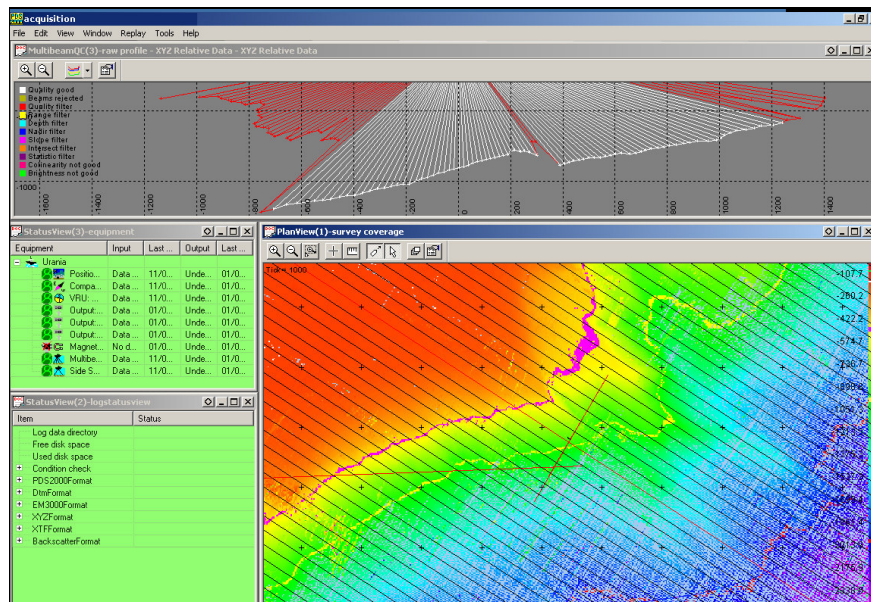 PDS
acquisition
File Edit View Window Replay Tools Help
MultibeamQC(3)-raw profile - XYZ Relative Data - XYZ Relative Data
Quality good
Beams rejected
Quality filter
Range filter
Depth filter
Nadir filter
Slope filter
Intersect filter
Statistic filter
Colinearity not good
Brightness not good
-1000
-1600 -1400 -1200 -1000 -800 -600 -400 -200 0 200 400 600 800 1000 1200 1400
StatusView(3)-equipment
Equipment Input Last ... Output Last ...
Urania
Positio... Data ... 11/0... Unde... 01/0...
Compa... Data ... 11/0... Unde... 01/0...
VRU: ... Data ... 11/0... Unde... 01/0...
Output:... Data ... 01/0... Unde... 01/0...
Output:... Data ... 01/0... Unde... 01/0...
Output:... Data ... 01/0... Unde... 01/0...
Magnet... No d... 01/0... Unde... 01/0...
Multibe... Data ... 11/0... Unde... 01/0...
Side S... Data ... 11/0... Unde... 01/0...
StatusView(2)-logstatusview
Item Status
Log data directory
Free disk space
Used disk space
Condition check
PDS2000Format
DtmFormat
EM3000Format
XYZFormat
XTFFormat
BackscatterFormat
PlanView(1)-survey coverage
Tick= 1000
-107.7
-260.2
-422.2
-574.7